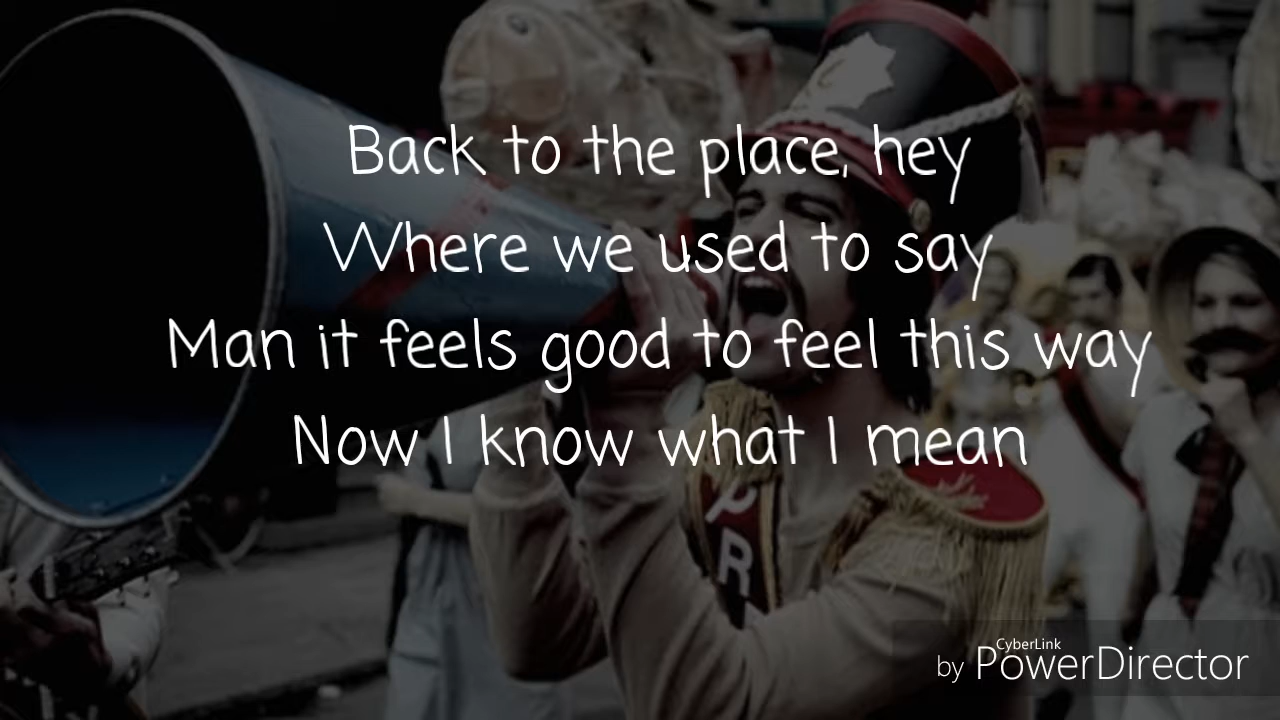 Back to the place, hey
Where we used to say
Man it feels good to feel this way
Now I know what I mean
PR
CyberLink
by PowerDirector